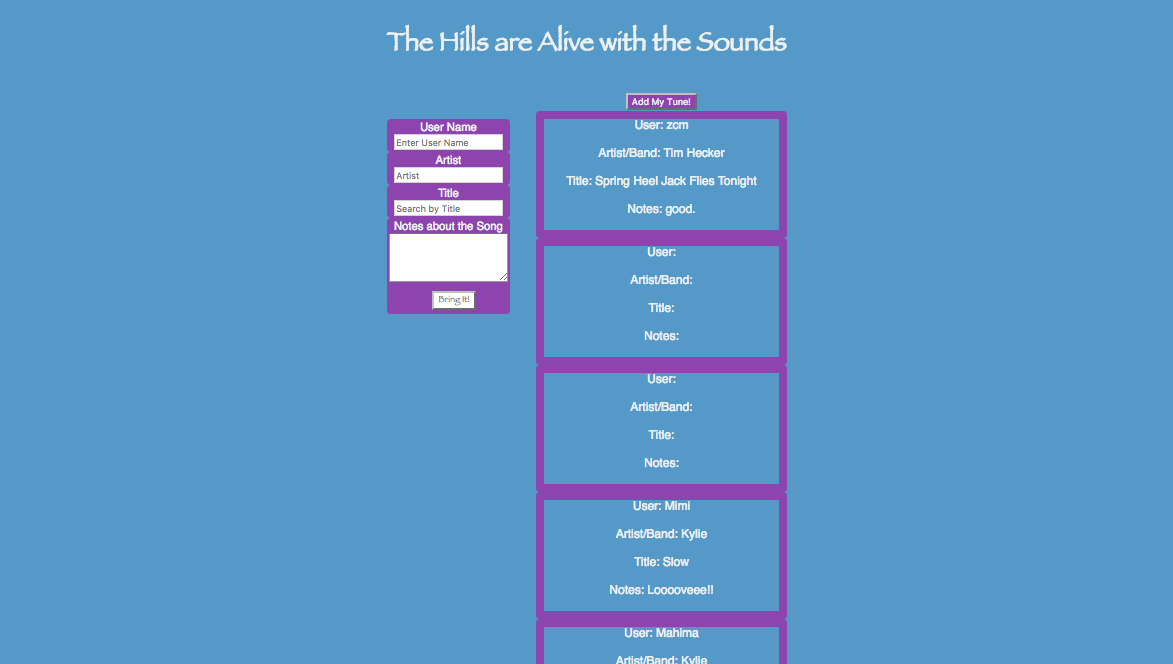 The Hills are Alive with the Sounds
Add My Tune!
User Name
Enter User Name
Artist
Artist
Title
Search by Title
Notes about the Song
Bring It!
User: zcm
Artist/Band: Tim Hecker
Title: Spring Heel Jack Flies Tonight
Notes: good.
User:
Artist/Band:
Title:
Notes:
User:
Artist/Band:
Title:
Notes:
User: Mimi
Artist/Band: Kylie
Title: Slow
Notes: Looooveee!!
User: Mahima
Artist/Band: Kylie